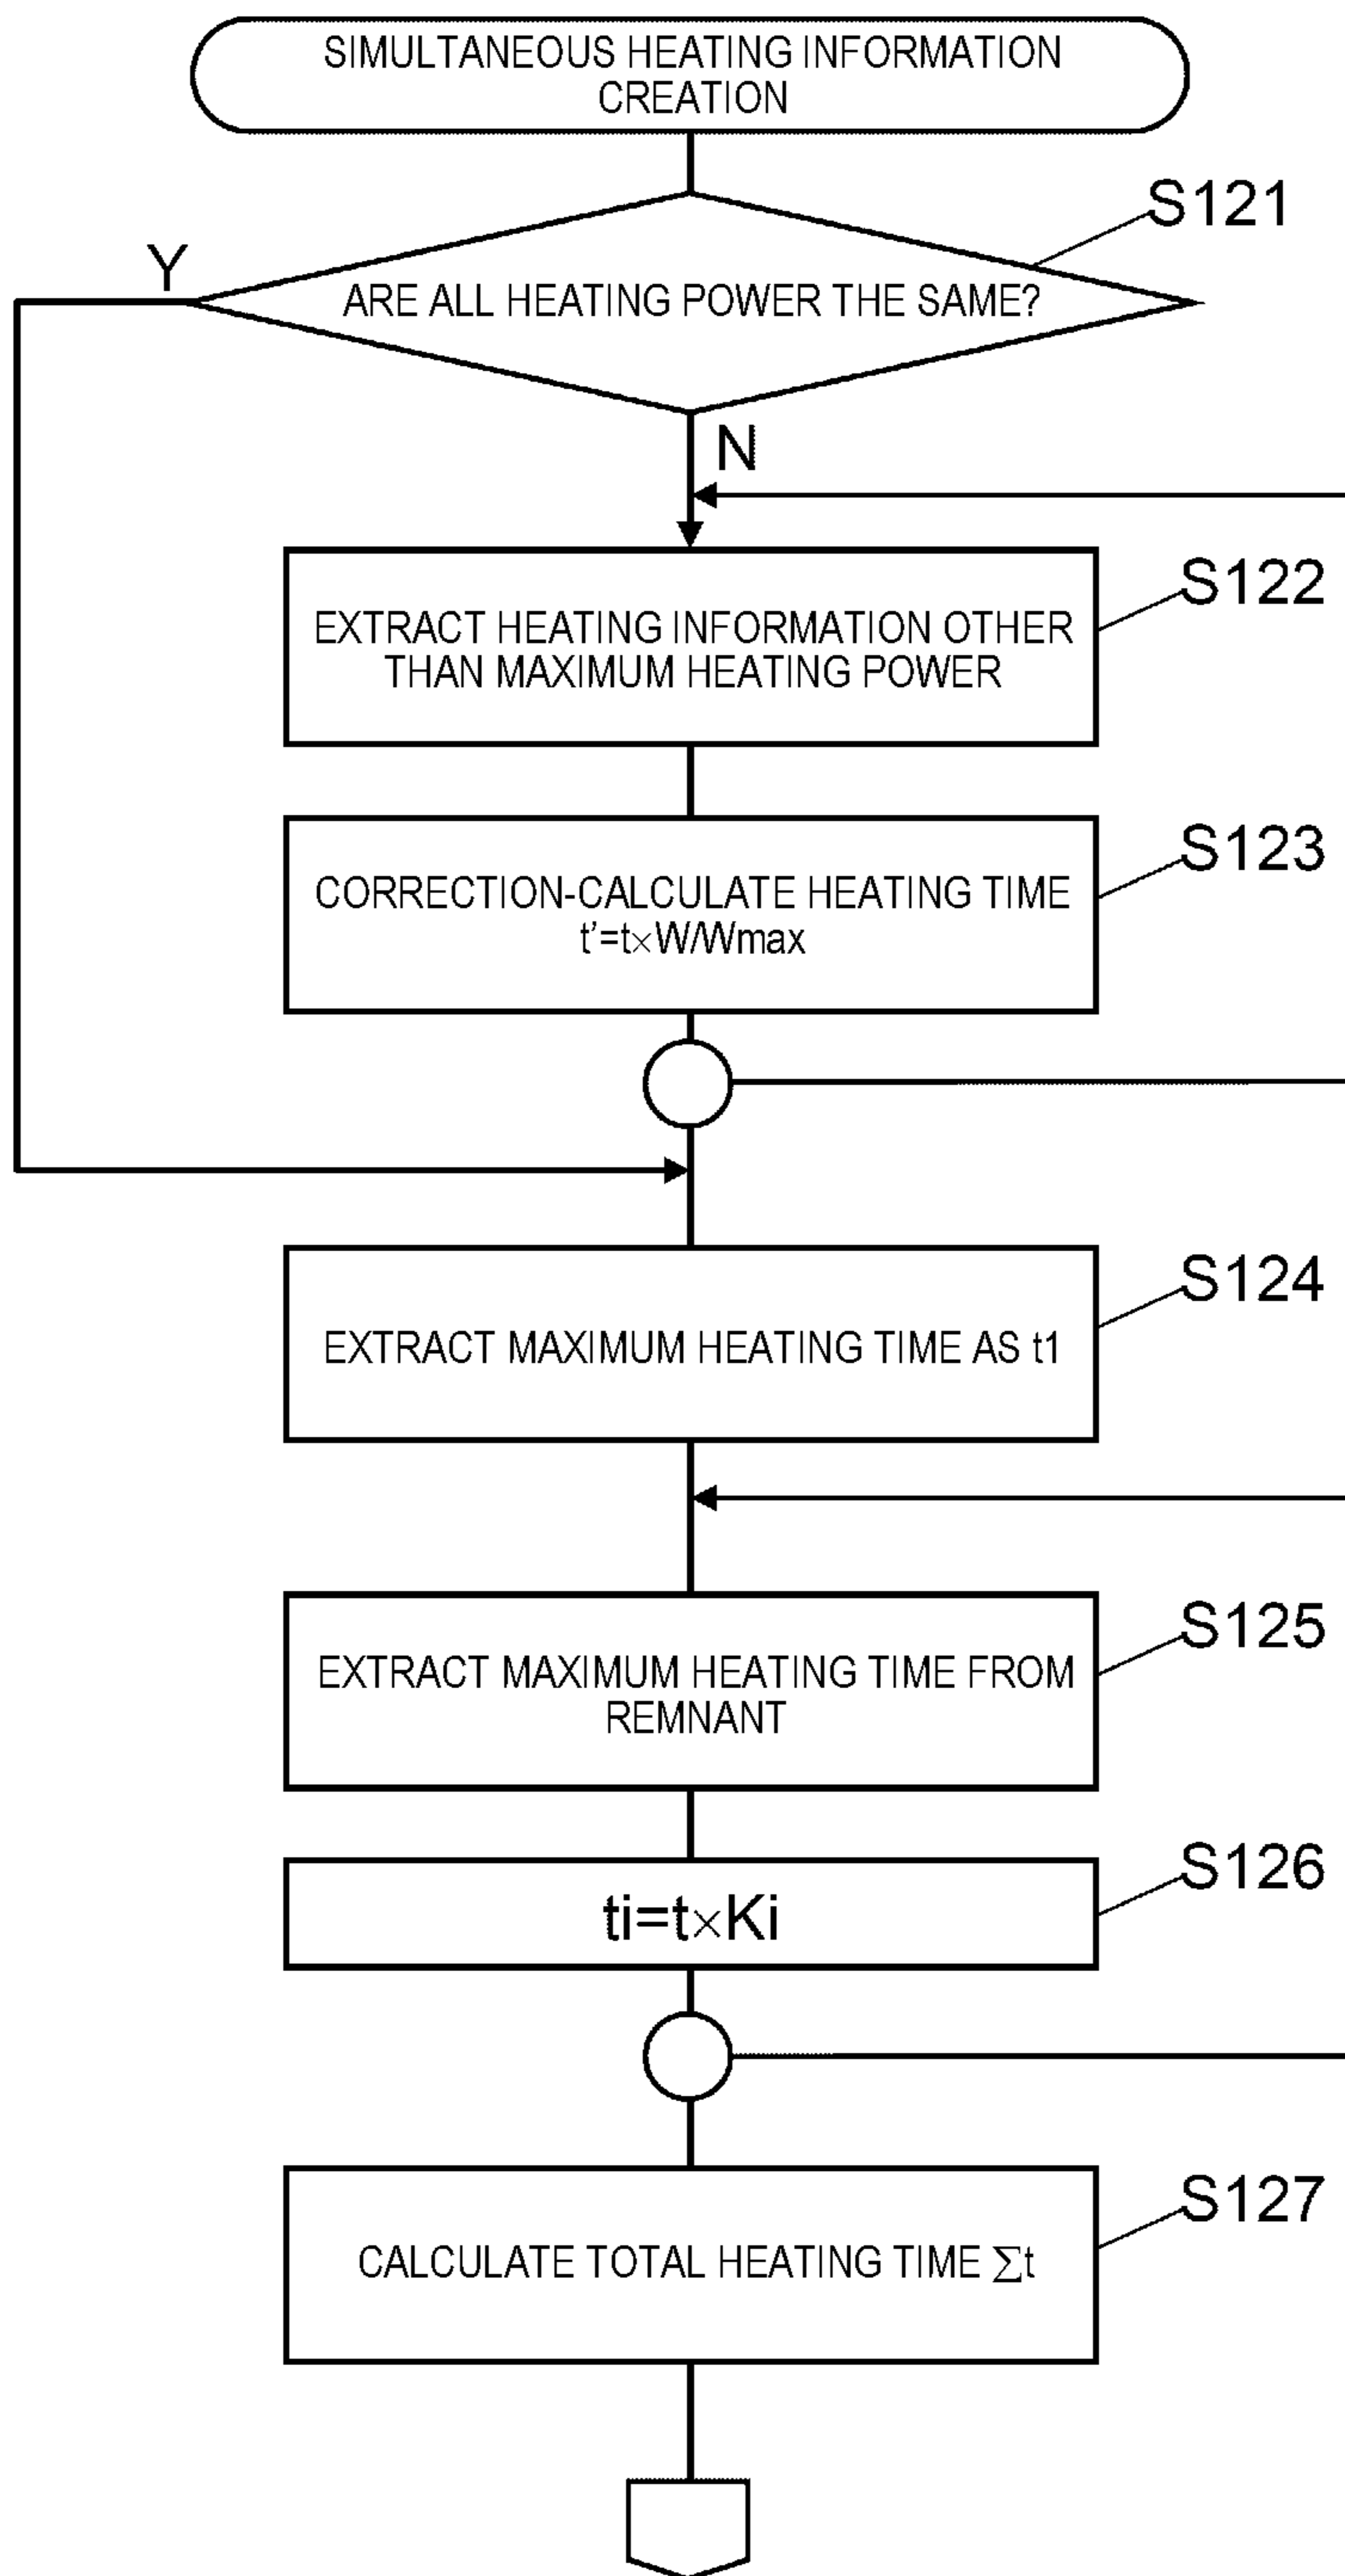 SIMULTANEOUS HEATING INFORMATION
CREATION
S121
Y
ARE ALL HEATING POWER THE SAME?
N
S122
EXTRACT HEATING INFORMATION OTHER
THAN MAXIMUM HEATING POWER
S123
CORRECTION-CALCULATE HEATING TIME
t'=t×W/Wmax
S124
EXTRACT MAXIMUM HEATING TIME AS t1
S125
EXTRACT MAXIMUM HEATING TIME FROM
REMNANT
S126
ti=t×Ki
S127
CALCULATE TOTAL HEATING TIME Σt